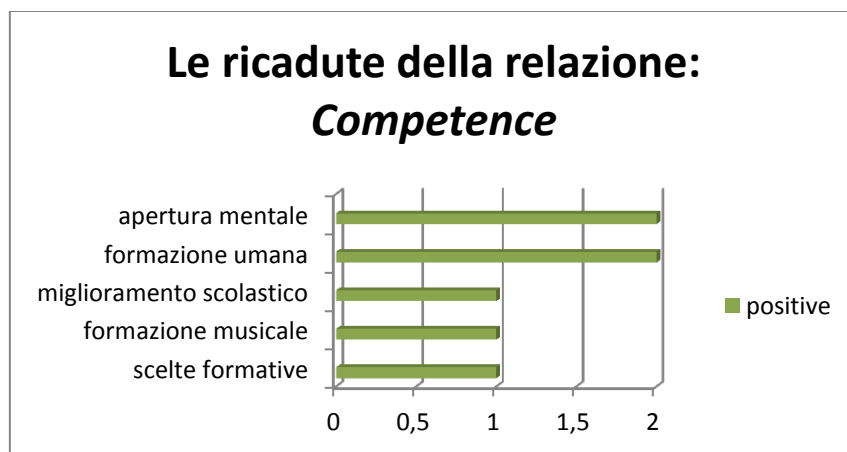 Le ricadute della relazione:
Competence
apertura mentale
formazione umana
miglioramento scolastico
formazione musicale
scelte formative
positive
0 0,5 1 1,5 2